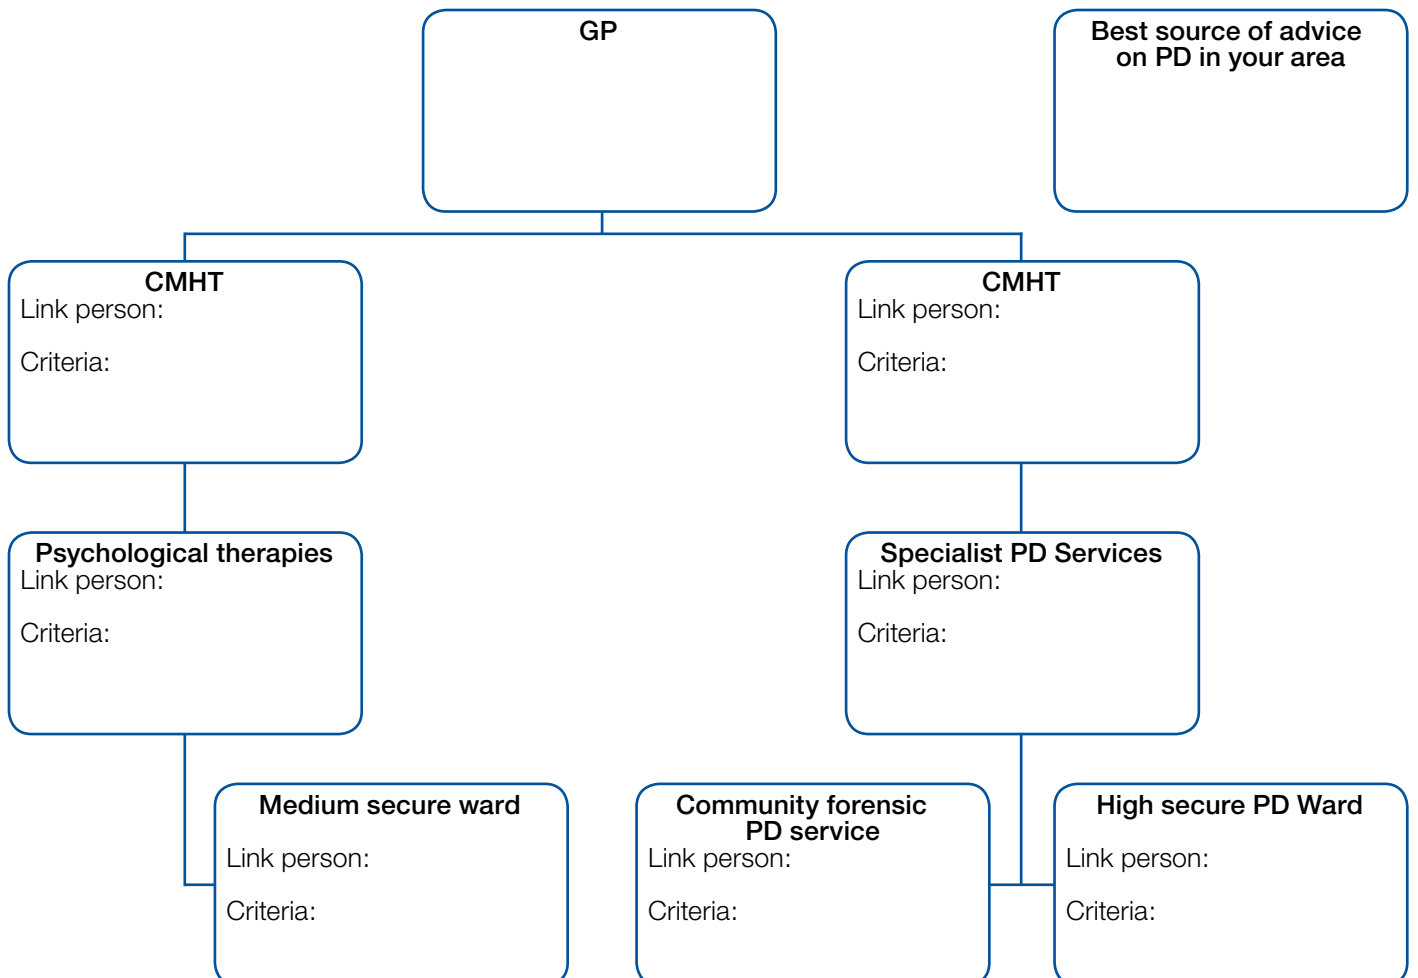 GP
Best source of advice
on PD in your area
CMHT
Link person:
Criteria:
CMHT
Link person:
Criteria:
Psychological therapies
Link person:
Criteria:
Specialist PD Services
Link person:
Criteria:
Medium secure ward
Link person:
Criteria:
Community forensic
PD service
Link person:
Criteria:
High secure PD Ward
Link person:
Criteria: